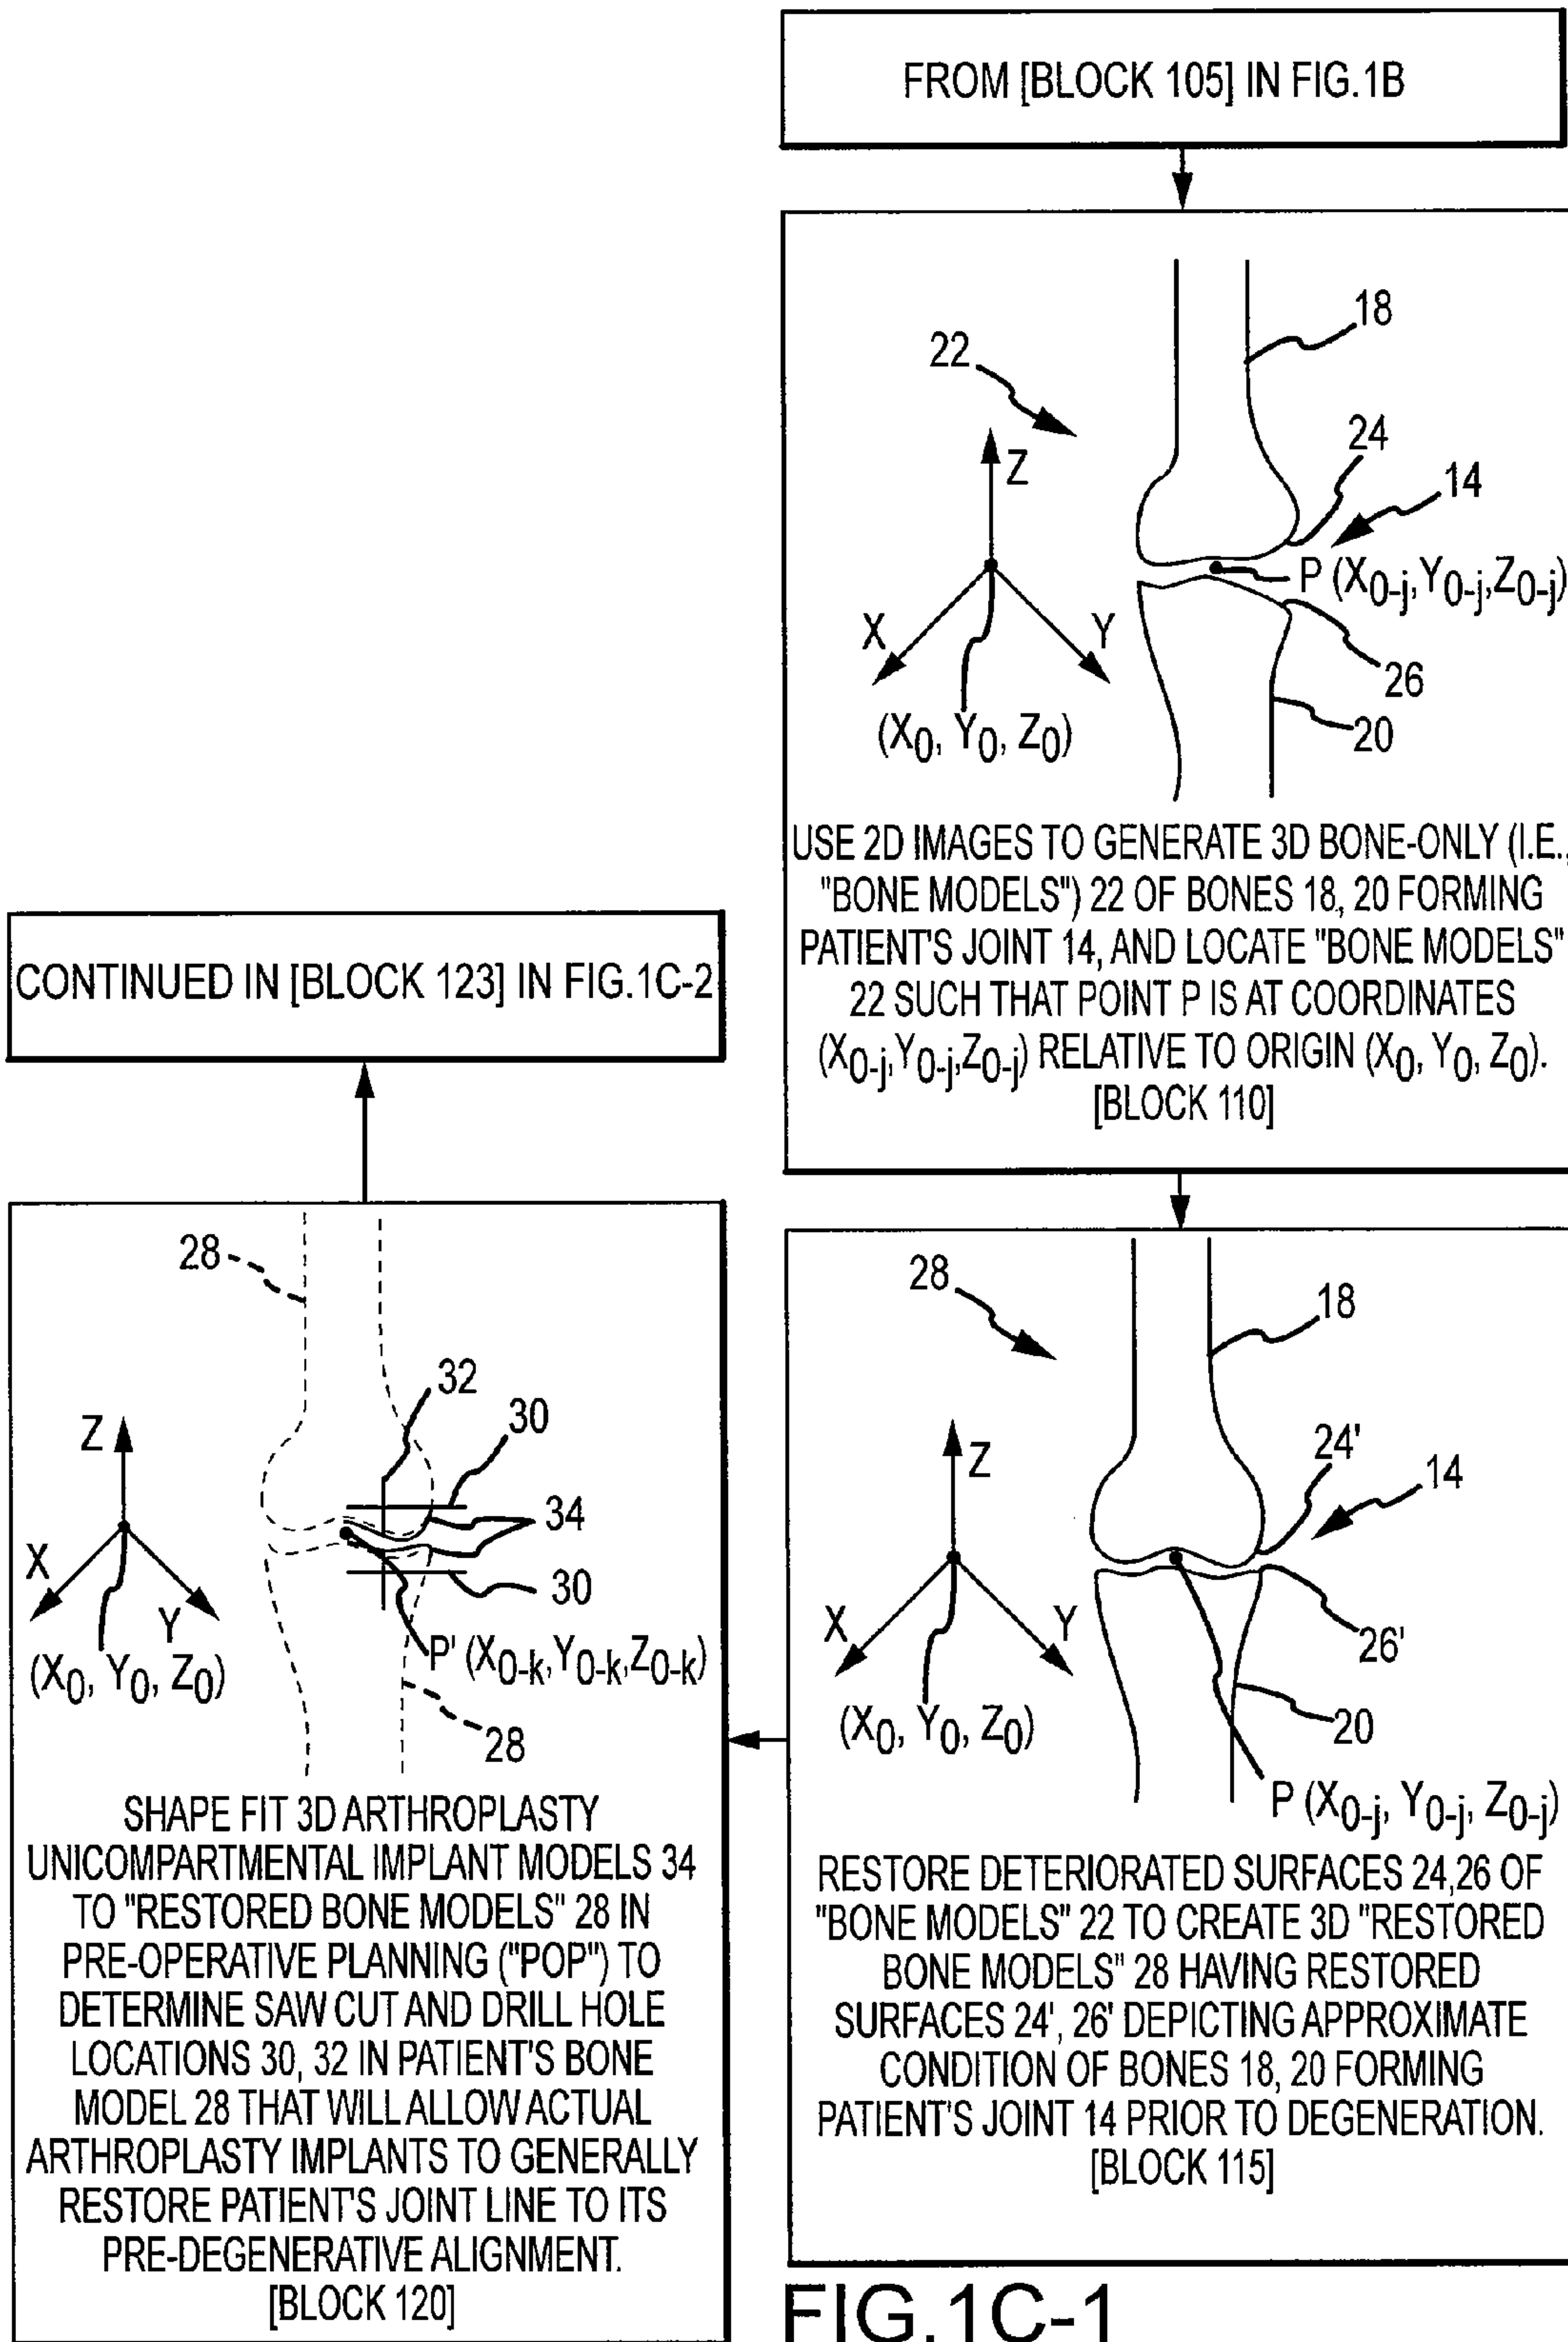 FROM [BLOCK 105] IN FIG.1B
18
22
24
14
Z
P (X0-j,Y0-j,Z0-j)
X
Y
26
(X0, Y0, Z0)
20
USE 2D IMAGES TO GENERATE 3D BONE-ONLY (I.E.,
"BONE MODELS") 22 OF BONES 18, 20 FORMING
PATIENT'S JOINT 14, AND LOCATE "BONE MODELS"
22 SUCH THAT POINT P IS AT COORDINATES
(X0-j,Y0-j,Z0-j) RELATIVE TO ORIGIN (X0, Y0, Z0).
[BLOCK 110]
28
18
24'
14
Z
X
Y
26'
(X0, Y0, Z0)
20
P (X0-j, Y0-j, Z0-j)
RESTORE DETERIORATED SURFACES 24,26 OF
"BONE MODELS" 22 TO CREATE 3D "RESTORED
BONE MODELS" 28 HAVING RESTORED
SURFACES 24', 26' DEPICTING APPROXIMATE
CONDITION OF BONES 18, 20 FORMING
PATIENT'S JOINT 14 PRIOR TO DEGENERATION.
[BLOCK 115]
28
32
30
Z
34
X
30
Y
P' (X0-k,Y0-k,Z0-k)
(X0, Y0, Z0)
28
SHAPE FIT 3D ARTHROPLASTY
UNICOMPARTMENTAL IMPLANT MODELS 34
TO "RESTORED BONE MODELS" 28 IN
PRE-OPERATIVE PLANNING ("POP") TO
DETERMINE SAW CUT AND DRILL HOLE
LOCATIONS 30, 32 IN PATIENT'S BONE
MODEL 28 THAT WILL ALLOW ACTUAL
ARTHROPLASTY IMPLANTS TO GENERALLY
RESTORE PATIENT'S JOINT LINE TO ITS
PRE-DEGENERATIVE ALIGNMENT.
[BLOCK 120]
CONTINUED IN [BLOCK 123] IN FIG.1C-2
FIG.1C-1